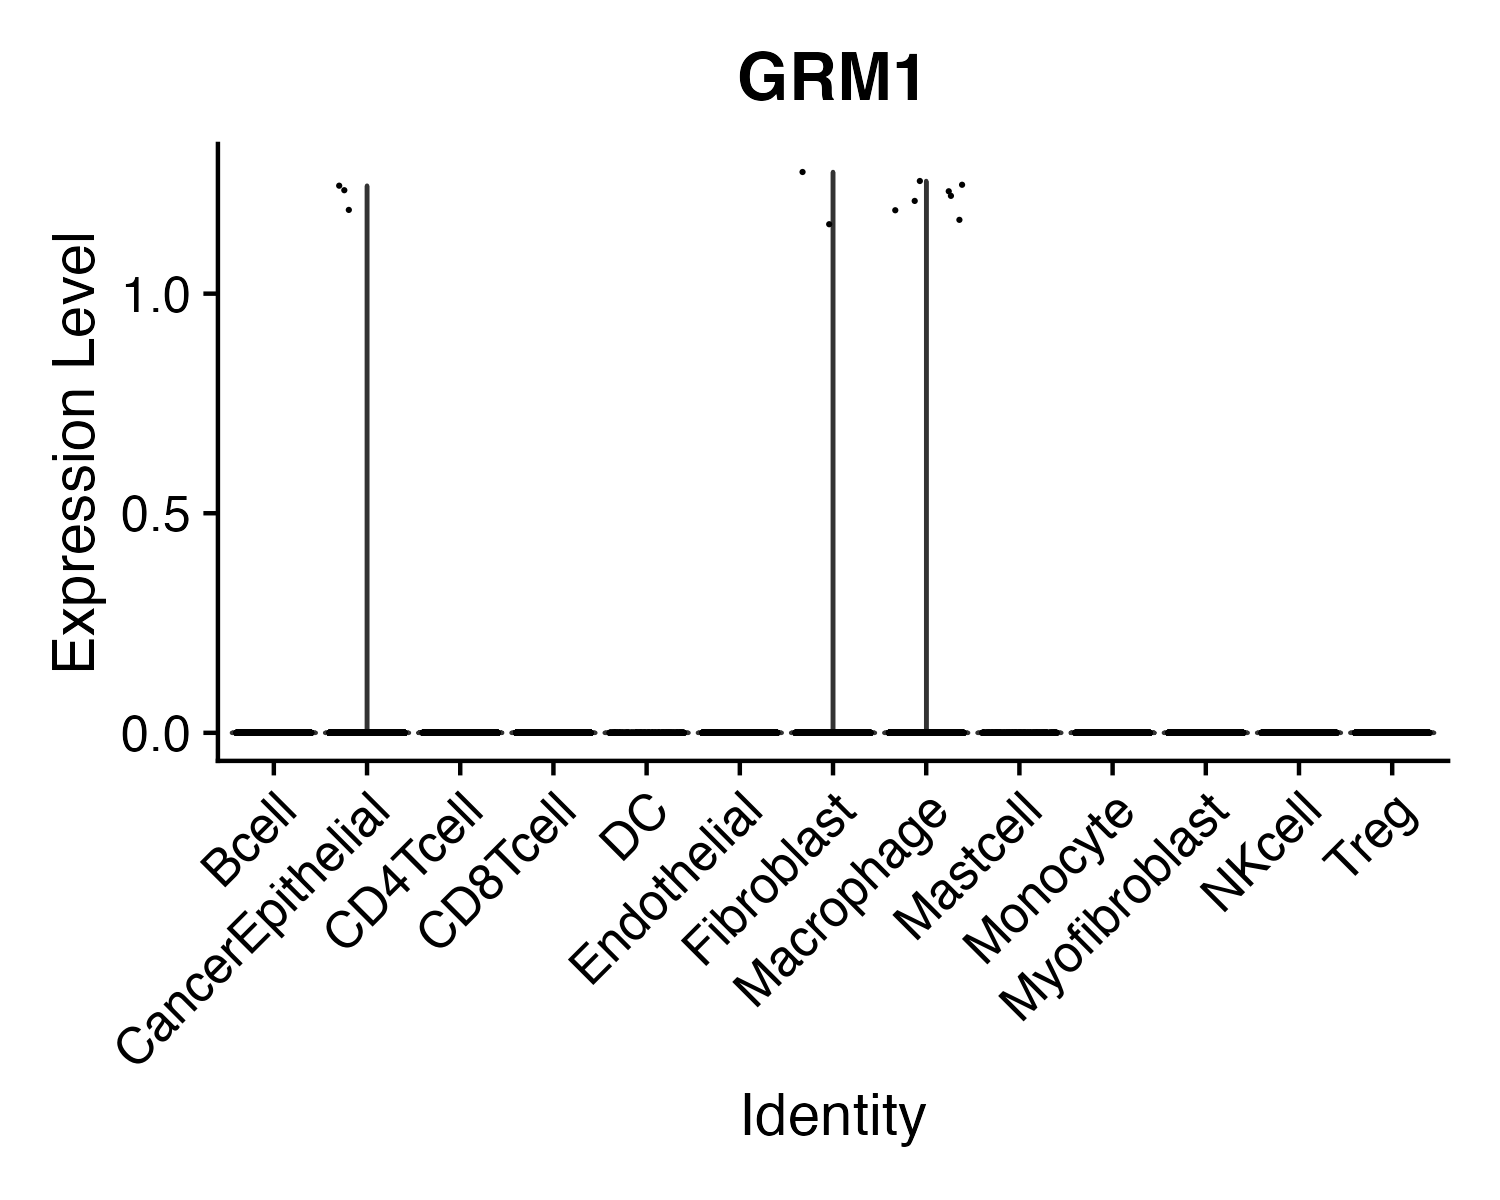 GRM1
Expression Level
1.0
0.5
0.0
Bcell
CancerEpithelial
CD4Tcell
CD8Tcell
DC
Endothelial
Fibroblast
Macrophage
Mastcell
Monocyte
Myofibroblast
NKcell
Treg
Identity